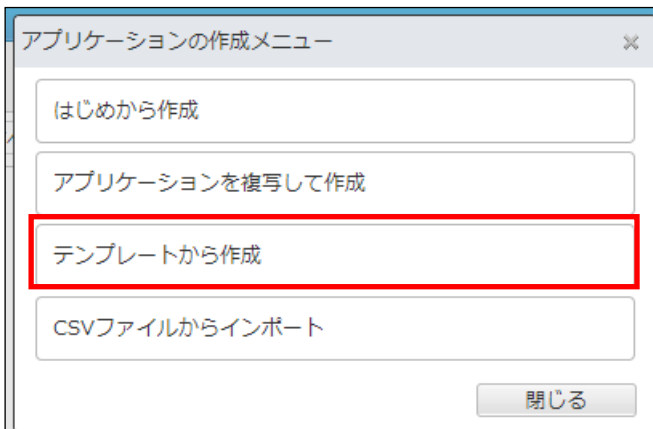 アプリケーションの作成メニュー
はじめから作成
アプリケーションを複写して作成
テンプレートから作成
CSVファイルからインポート
閉じる